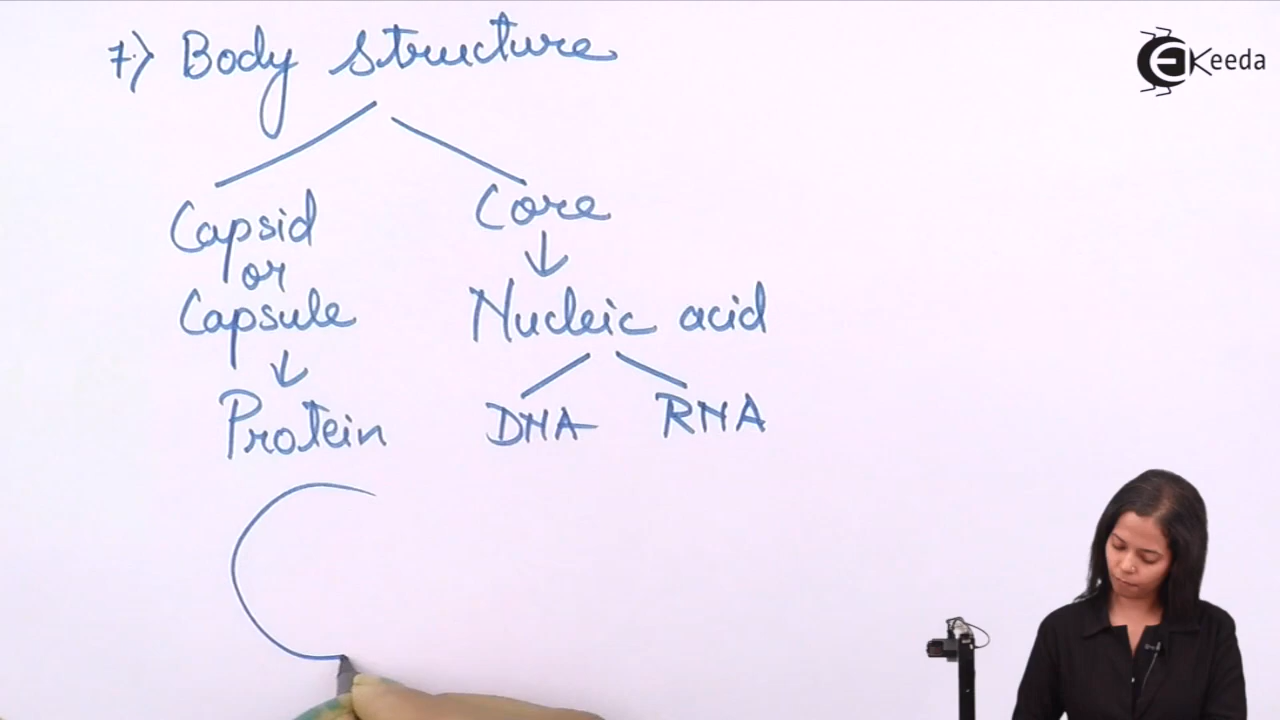 7.) Body structure
Capsid
or
Capsule
Protein
Core
Nucleic acid
DNA RNA
EKeeda